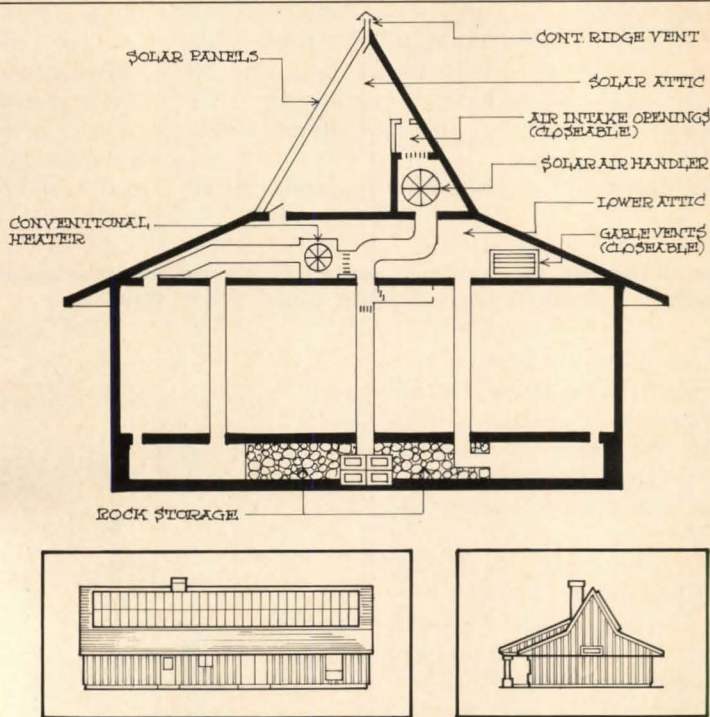 CONT. RIDGE VENT
SOLAR PANELS
SOLAR ATTIC
AIR INTAKE OPENINGS
(CLOSEABLE)
SOLAR AIR HANDLER
LOWER ATTIC
CONVENTIONAL
HEATER
GABLE VENTS
(CLOSEABLE)
ROCK STORAGE